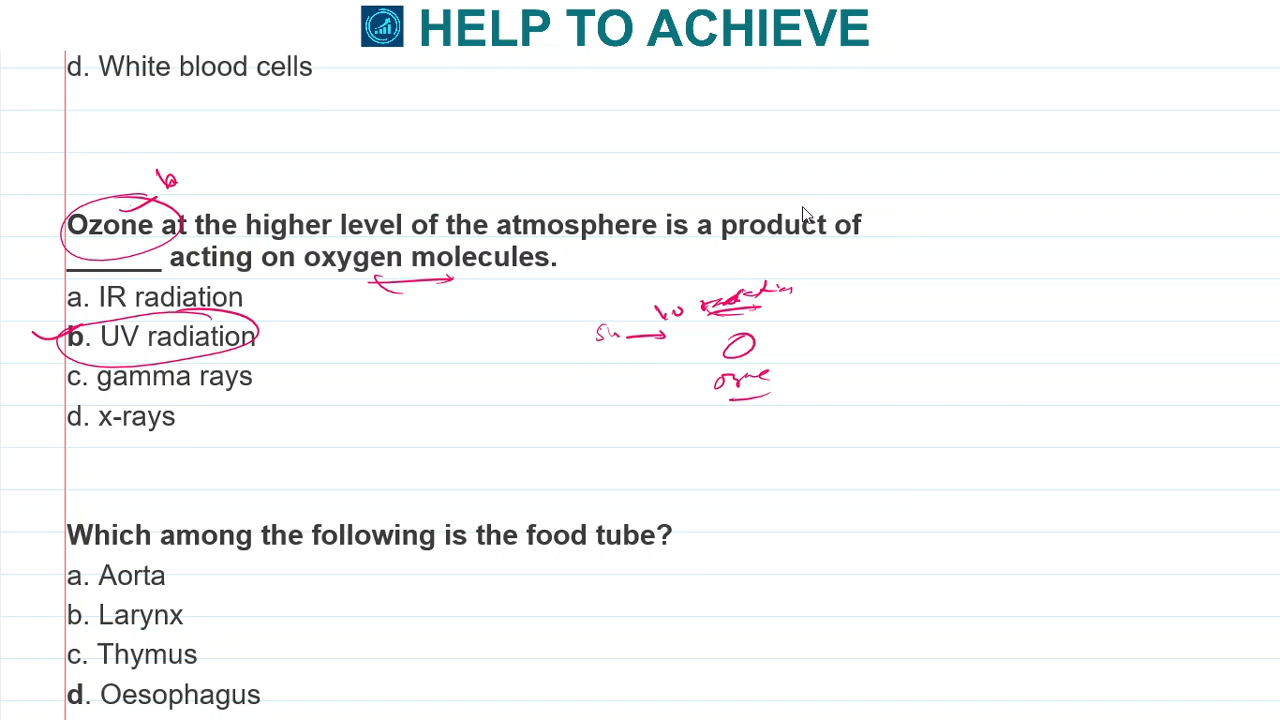 HELP TO ACHIEVE
d. White blood cells
Ozone at the higher level of the atmosphere is a product of
______ acting on oxygen molecules.
a. IR radiation
b. UV radiation
c. gamma rays
d. x-rays
ozone
Which among the following is the food tube?
a. Aorta
b. Larynx
c. Thymus
d. Oesophagus